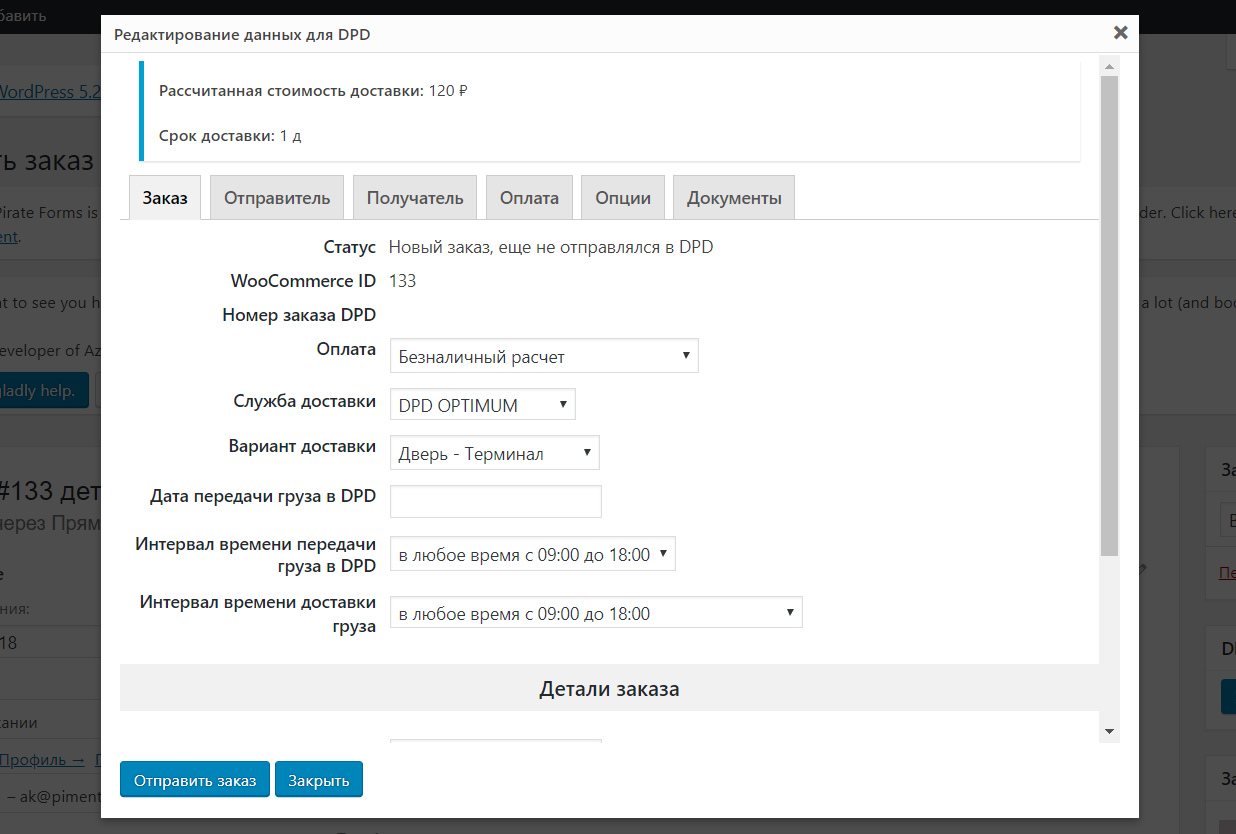 бавить
Редактирование данных для DPD
WordPress 5.2
Рассчитанная стоимость доставки: 120 ₽
Срок доставки: 1 д
ть заказ
Заказ Отправитель Получатель Оплата Опции Документы
Pirate Forms is
der. Click here
ent.
Статус Новый заказ, еще не отправлялся в DPD
WooCommerce ID 133
nt to see you h
a lot (and boo
Номер заказа DPD
eveloper of Az
Оплата Безналичный расчет
gladly help.
Служба доставки DPD OPTIMUM
Вариант доставки Дверь - Терминал
#133 дет
Дата передачи груза в DPD
через Прям
Интервал времени передачи
груза в DPD
в любое время с 09:00 до 18:00
Пе
Интервал времени доставки
груза
в любое время с 09:00 до 18:00
ния:
18
Детали заказа
ании
Профиль →
– ak@piment
Отправить заказ Закрыть